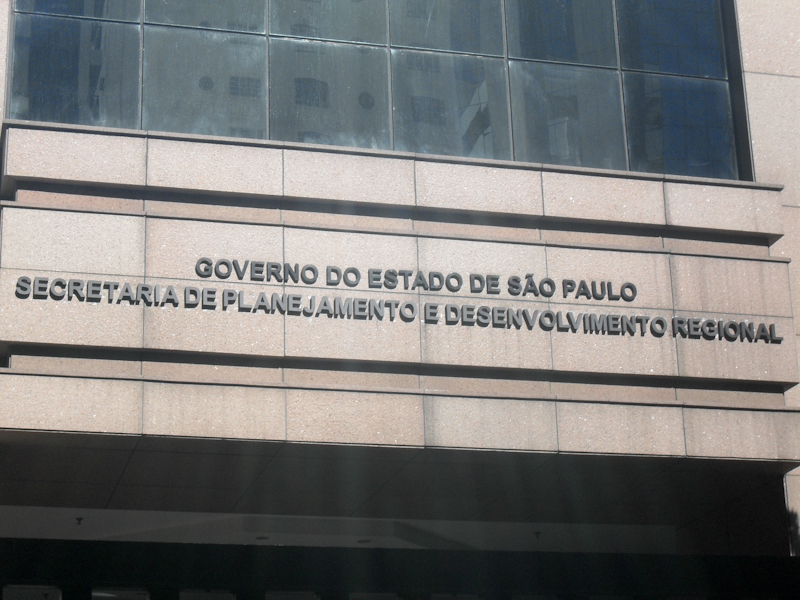 GOVERNO DO ESTADO DE SÃO PAULO
SECRETARIA DE PLANEJAMENTO E DESENVOLVIMENTO REGIONAL